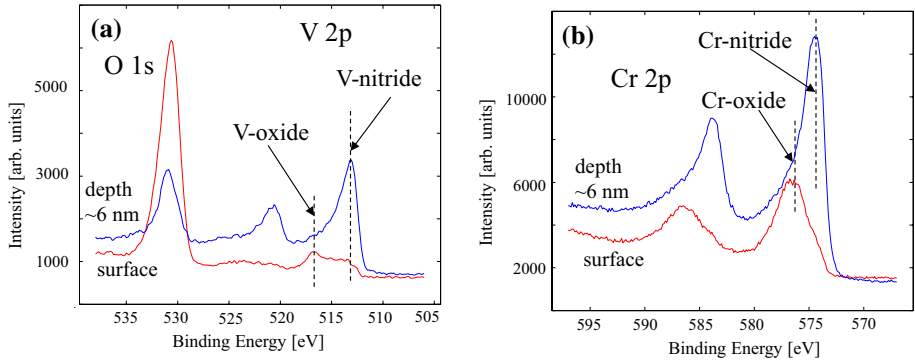 (a)
V 2p
O 1s
V-nitride
V-oxide
depth
~6 nm
surface
6000
3000
1000
Intensity [arb. units]
535
530
525
520
515
510
505
Binding Energy [eV]
(b)
Cr-nitride
Cr 2p
Cr-oxide
depth
~6 nm
surface
10000
6000
2000
Intensity [arb. units]
595
590
585
580
575
570
Binding Energy [eV]